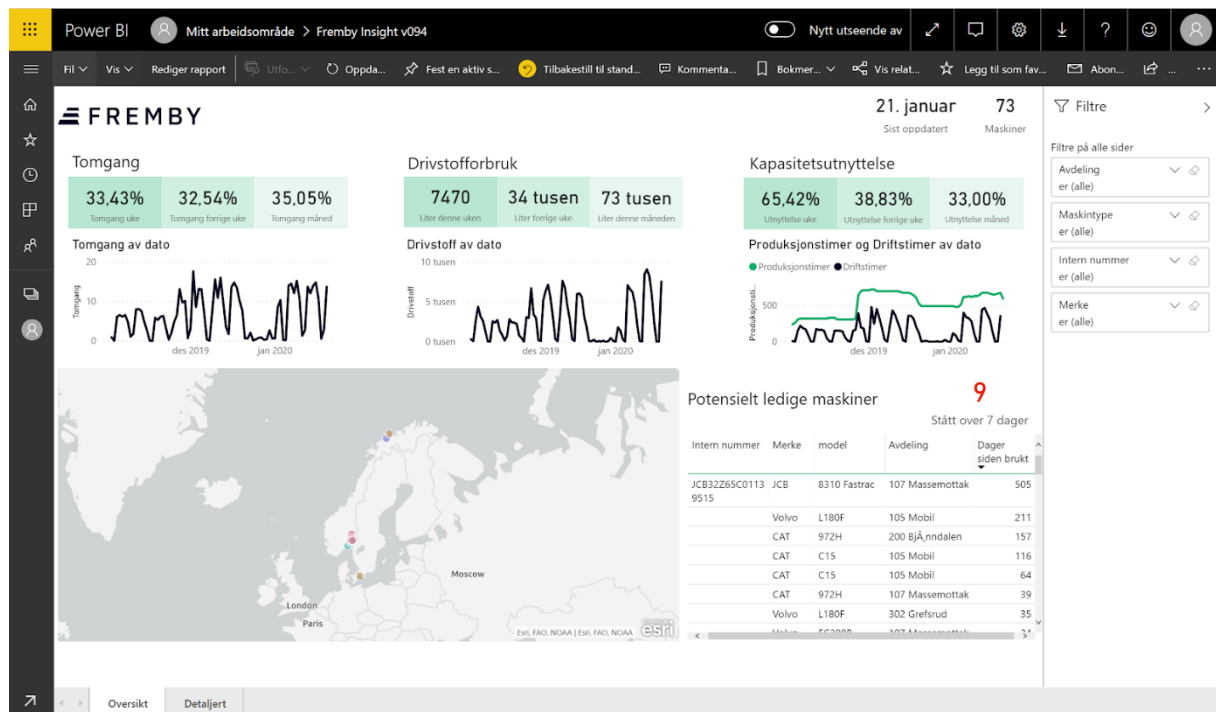 Power BI
Mitt arbeidsområde > Fremby Insight v094
Nytt utseende av
?
Fil
Vis
Rediger rapport
Utfo...
Oppda...
Fest en aktiv s...
Tilbakestill til stand...
Kommenta...
Bokmer...
Vis relat...
Legg til som fav...
Abon...
...
...
FREMBY
21. januar
Sist oppdatert
73
Maskiner
Tomgang
33,43%
Tomgang uke
32,54%
Tomgang forrige uke
35,05%
Tomgang måned
Drivstofforbruk
7470
Liter denne uken
34 tusen
Liter forrige uke
73 tusen
Liter denne måneden
Kapasitetsutnyttelse
65,42%
Utnyttelse uke
38,83%
Utnyttelse forrige uke
33,00%
Utnyttelse måned
Tomgang av dato
Tomgang
20
10
0
des 2019
jan 2020
Drivstoff av dato
Drivstoff
10 tusen
5 tusen
0 tusen
des 2019
jan 2020
Produksjonstimer og Driftstimer av dato
Produksjonstimer
Driftstimer
Produksjonsti...
500
0
des 2019
jan 2020
Moscow
London
Paris
Esri, FAO, NOAA | Esri, FAO, NOAA
esri
Potensielt ledige maskiner
9
Stått over 7 dager
Intern nummer Merke model Avdeling Dager siden brukt
JCB32Z65C0113 JCB 8310 Fastrac 107 Massemottak 505
9515
Volvo L180F 105 Mobil 211
CAT 972H 200 BjÃ¸nndalen 157
CAT C15 105 Mobil 116
CAT C15 105 Mobil 64
CAT 972H 107 Massemottak 39
Volvo L180F 302 Grefsrud 35
Filtre
Filtre på alle sider
Avdeling
er (alle)
Maskintype
er (alle)
Intern nummer
er (alle)
Merke
er (alle)
Oversikt
Detaljert